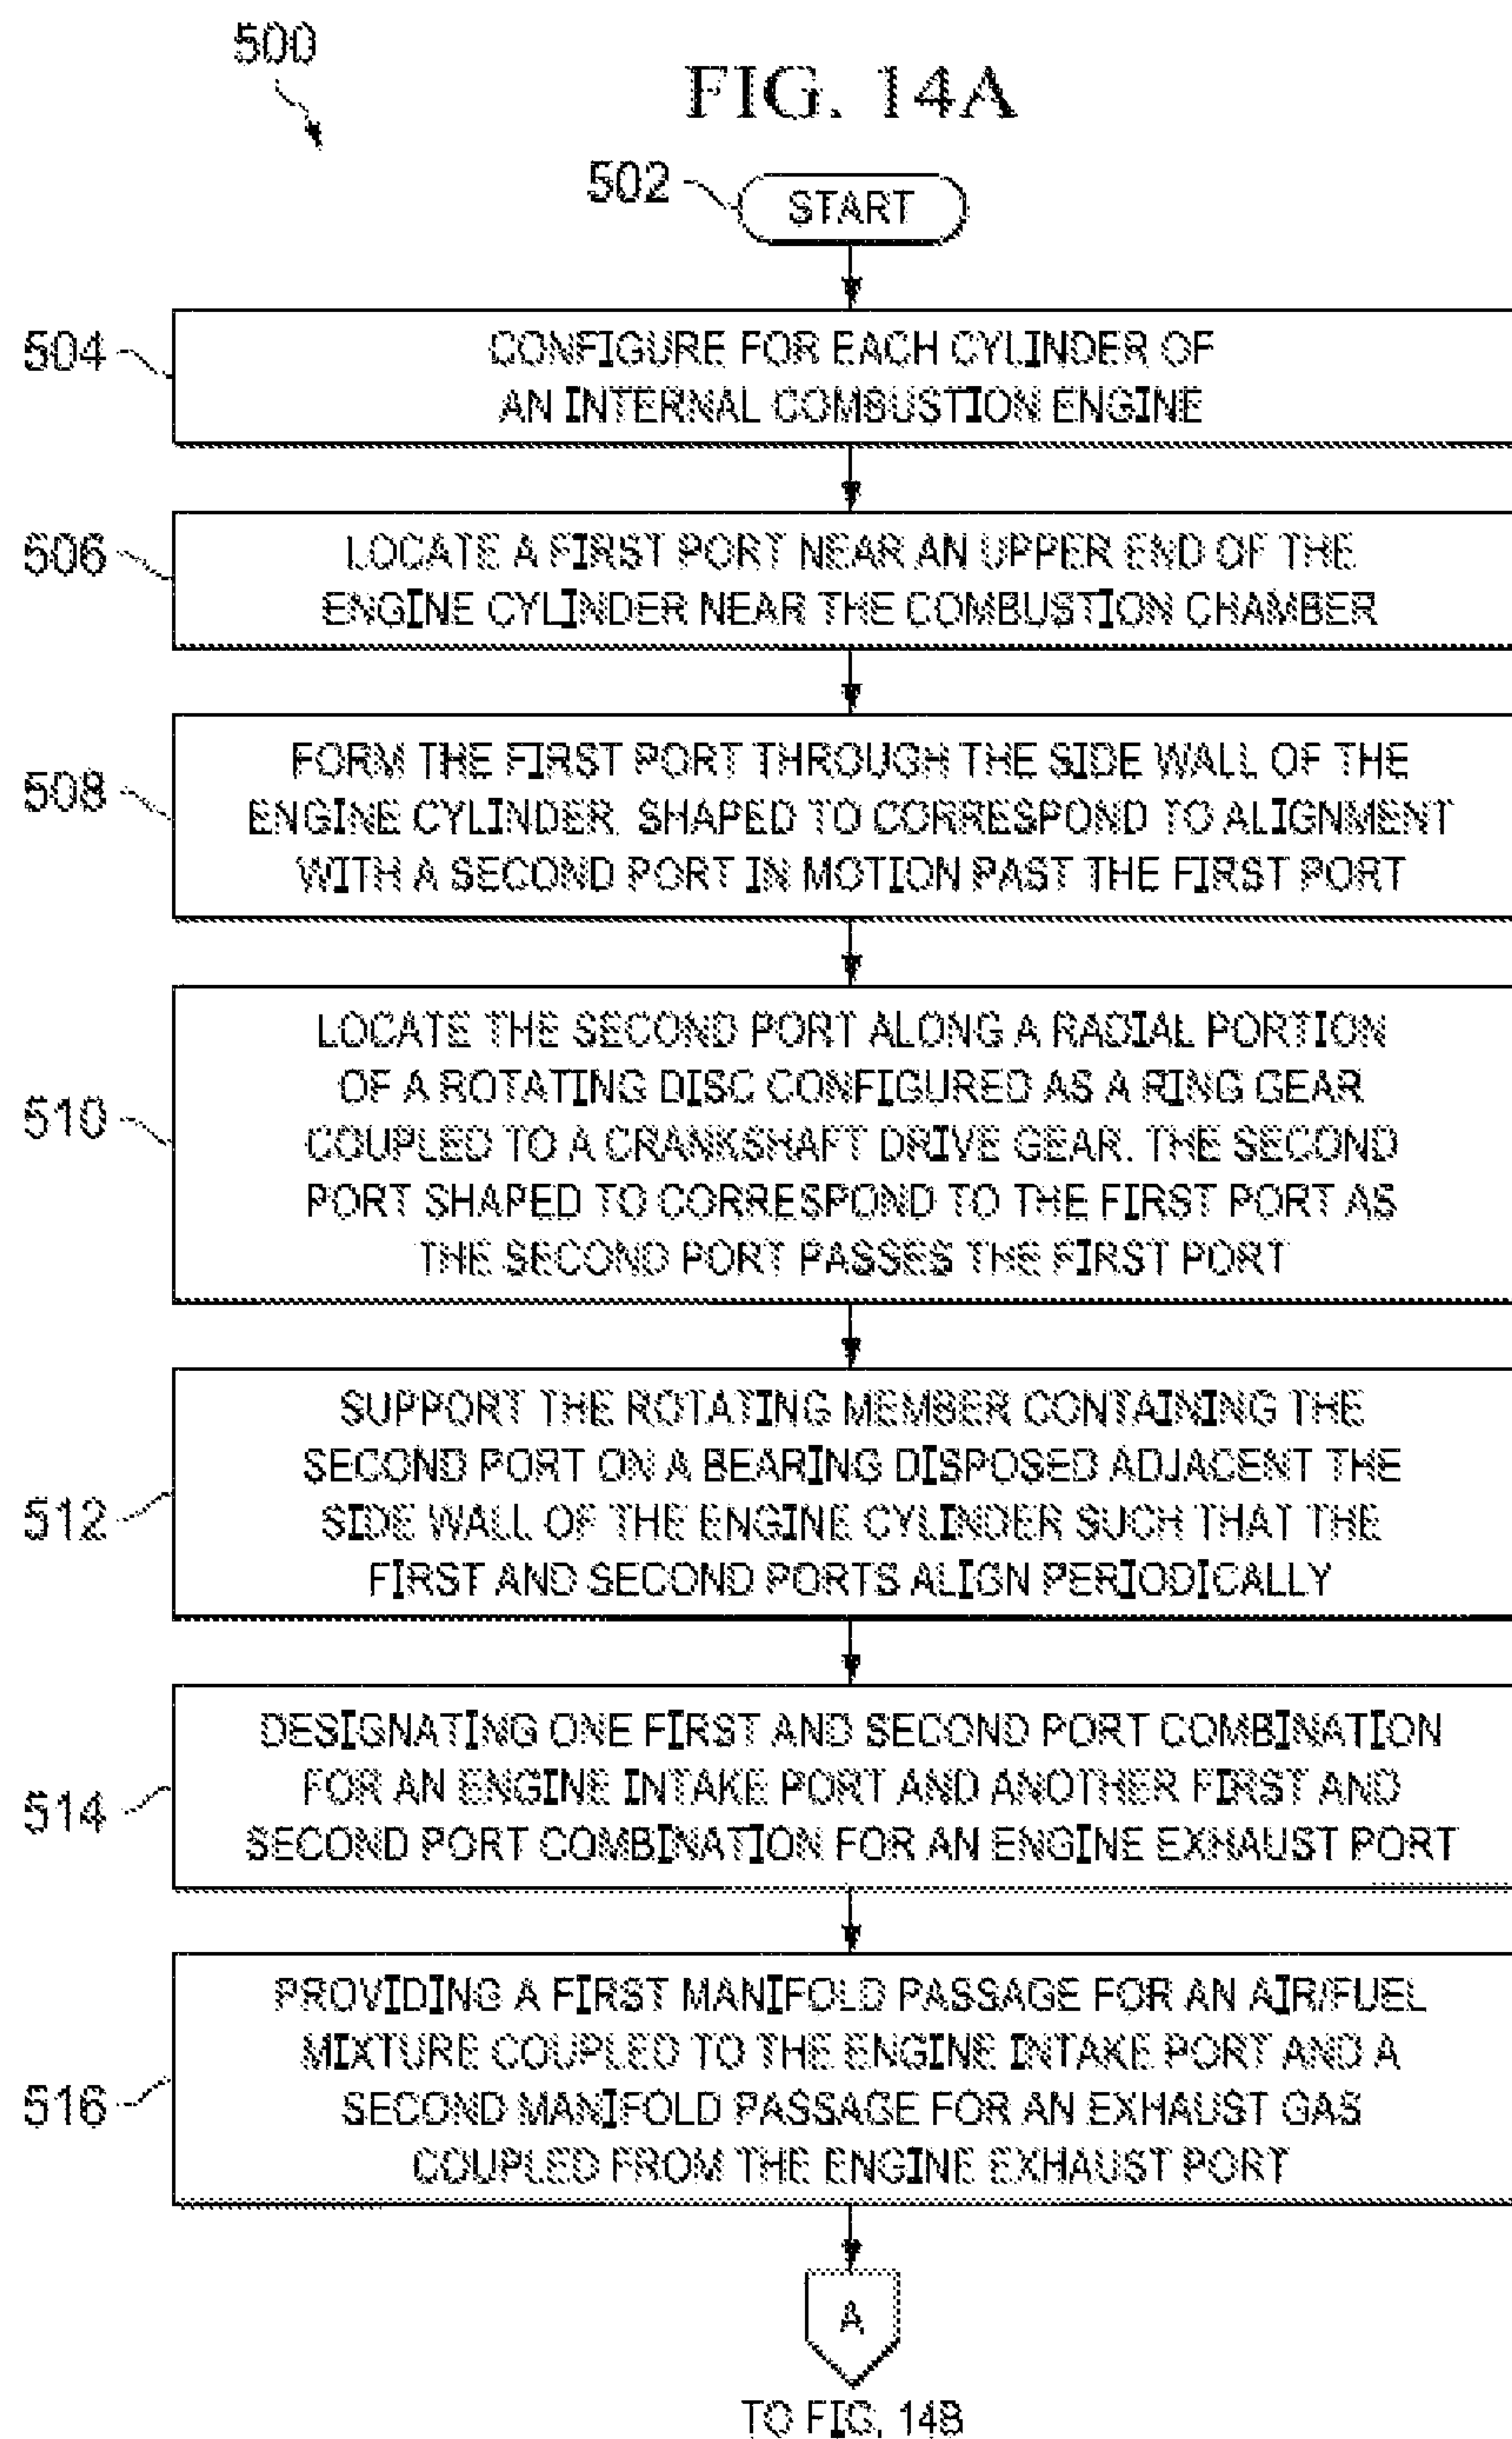 500
FIG. 14A
502
START
504
CONFIGURE FOR EACH CYLINDER OF
AN INTERNAL COMBUSTION ENGINE
506
LOCATE A FIRST PORT NEAR AN UPPER END OF THE
ENGINE CYLINDER NEAR THE COMBUSTION CHAMBER
508
FORM THE FIRST PORT THROUGH THE SIDE WALL OF THE
ENGINE CYLINDER, SHAPED TO CORRESPOND TO ALIGNMENT
WITH A SECOND PORT IN MOTION PAST THE FIRST PORT
510
LOCATE THE SECOND PORT ALONG A RADIAL PORTION
OF A ROTATING DISC CONFIGURED AS A RING GEAR
COUPLED TO A CRANKSHAFT DRIVE GEAR. THE SECOND
PORT SHAPED TO CORRESPOND TO THE FIRST PORT AS
THE SECOND PORT PASSES THE FIRST PORT
512
SUPPORT THE ROTATING MEMBER CONTAINING THE
SECOND PORT ON A BEARING DISPOSED ADJACENT THE
SIDE WALL OF THE ENGINE CYLINDER SUCH THAT THE
FIRST AND SECOND PORTS ALIGN PERIODICALLY
514
DESIGNATING ONE FIRST AND SECOND PORT COMBINATION
FOR AN ENGINE INTAKE PORT AND ANOTHER FIRST AND
SECOND PORT COMBINATION FOR AN ENGINE EXHAUST PORT
516
PROVIDING A FIRST MANIFOLD PASSAGE FOR AN AIR/FUEL
MIXTURE COUPLED TO THE ENGINE INTAKE PORT AND A
SECOND MANIFOLD PASSAGE FOR AN EXHAUST GAS
COUPLED FROM THE ENGINE EXHAUST PORT
A
TO FIG. 14B